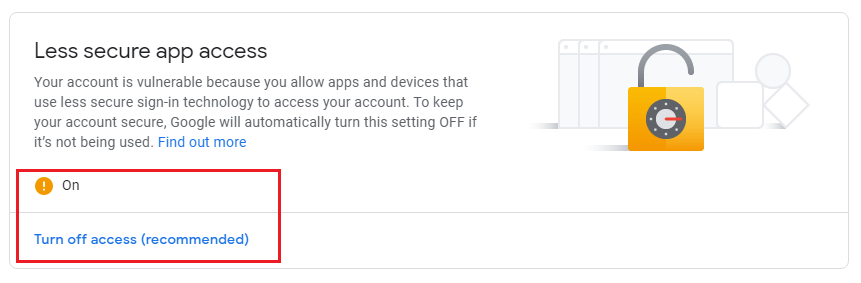 Less secure app access
Your account is vulnerable because you allow apps and devices that
use less secure sign-in technology to access your account. To keep
your account secure, Google will automatically turn this setting OFF if
it's not being used. Find out more
On
Turn off access (recommended)